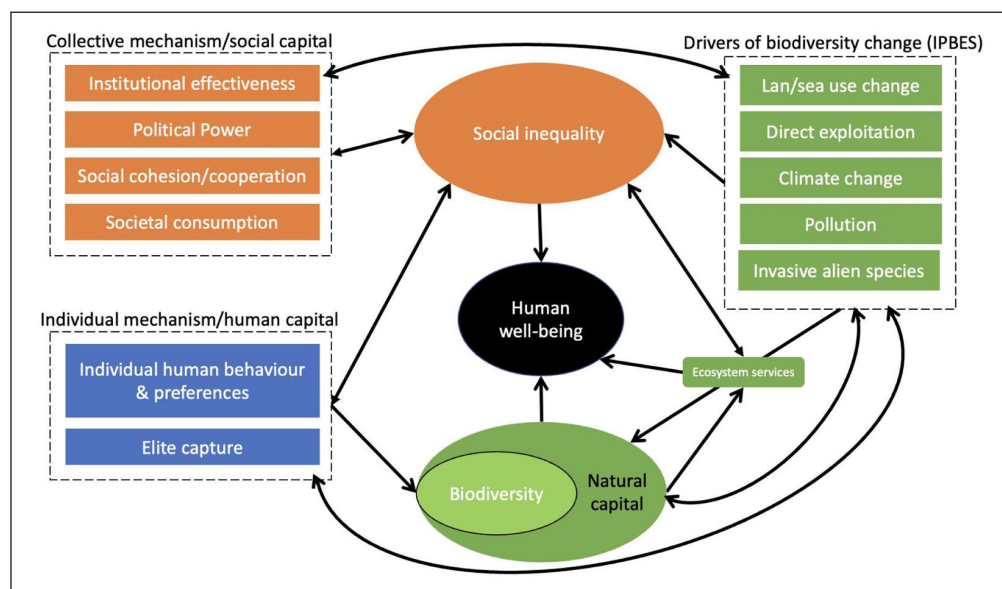 Collective mechanism/social capital
Institutional effectiveness
Political Power
Social cohesion/cooperation
Societal consumption
Individual mechanism/human capital
Individual human behaviour
& preferences
Elite capture
Social inequality
Human
well-being
Ecosystem services
Biodiversity
Natural
capital
Drivers of biodiversity change (IPBES)
Lan/sea use change
Direct exploitation
Climate change
Pollution
Invasive alien species